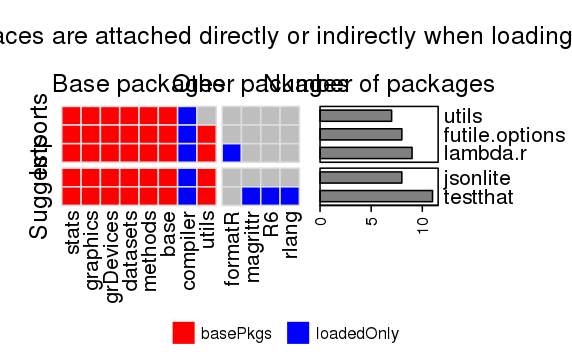 aces are attached directly or indirectly when loading
Base packages
Other packages
Number of packages
Imports
Suggests
utils
futile.options
lambda.r
jsonlite
testthat
0
5
10
stats
graphics
grDevices
datasets
methods
base
compiler
utils
formatR
magrittr
R6
rlang
basePkgs
loadedOnly